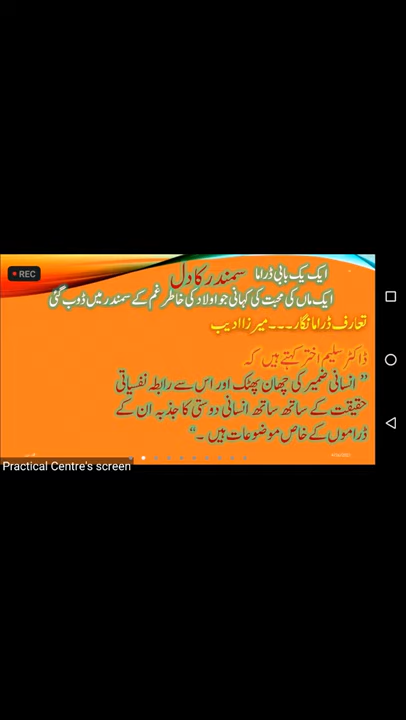 REC
ایک یک بابی ڈراما سمندر کا دل
ایک ماں کی محبت کی کہانی جو اولاد کی خاطر غم کے سمندر میں ڈوب گئی
تعارف ڈراما نگار۔۔۔میرزا ادیب
ڈاکٹر سلیم اختر کہتے ہیں کہ
”انسانی ضمیر کی چھان پھٹک اور اس سے رابطہ نفسیاتی
حقیقت کے ساتھ ساتھ انسانی دوستی کا جذبہ ان کے
ڈراموں کے خاص موضوعات ہیں ۔“
Practical Centre's screen